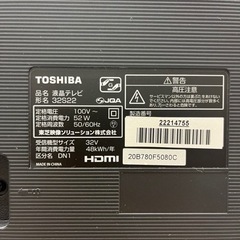 TOSHIBA
品名 液晶テレビ
形名 32S22
JQA
定格電圧 100V~
定格消費電力 52W
定格周波数 50/60Hz
東芝映像ソリューション株式会社
受信機型サイズ 32V
年間消費電力量 48kWh/年
区分名 DN1
MADE IN CHINA
HDMI
警告
高圧注意
製造番号
22214755
20B780F5080C